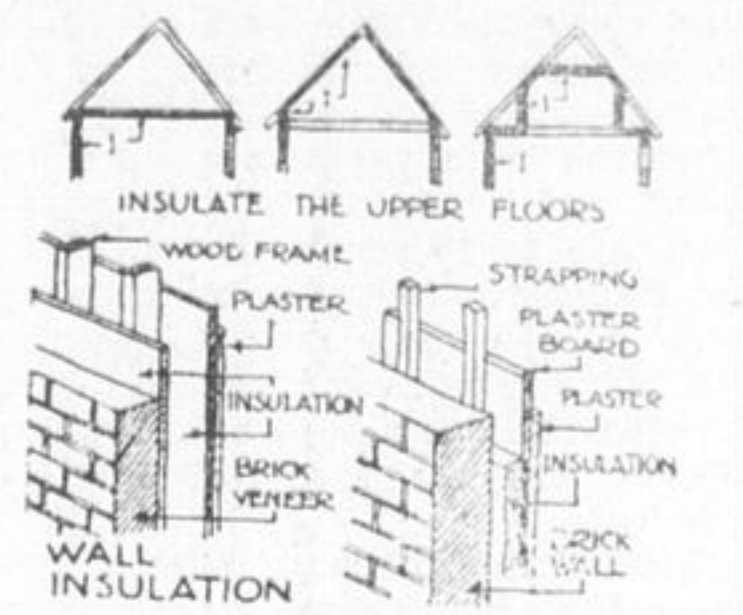 I
I
I
I
INSULATE THE UPPER FLOORS
WOOD FRAME
PLASTER
INSULATION
BRICK
VENEER
WALL
INSULATION
STRAPPING
PLASTER
BOARD
PLASTER
INSULATION
BRICK
WALL